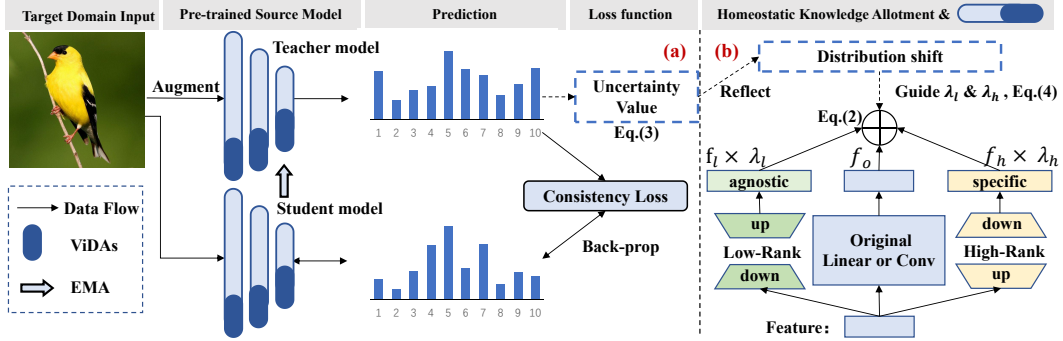 Target Domain Input
Pre-trained Source Model
Prediction
Loss function
Homeostatic Knowledge Allotment &
Augment
Teacher model
1 2 3 4 5 6 7 8 9 10
Uncertainty
Value
Eq.(3)
(a)
(b)
Reflect
Distribution shift
Guide λₗ & λₕ , Eq.(4)
Eq.(2)
fₗ × λₗ
fₒ
fₕ × λₕ
agnostic
specific
Data Flow
ViDAs
EMA
Student model
1 2 3 4 5 6 7 8 9 10
Consistency Loss
Back-prop
up
Low-Rank
down
Original
Linear or Conv
down
High-Rank
up
Feature: